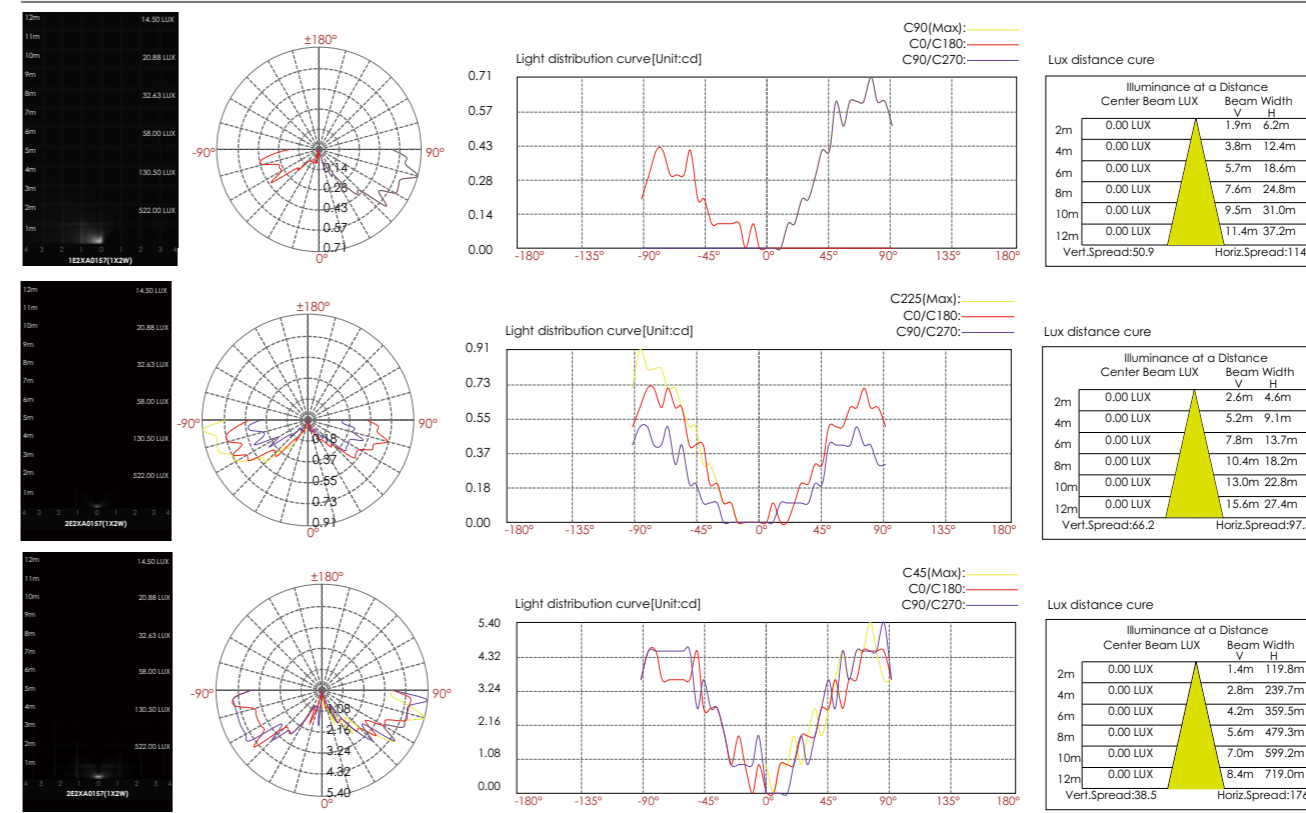 12m 14.50 LUX
11m
10m 20.88 LUX
9m
8m 32.63 LUX
7m
6m 58.00 LUX
5m
4m 130.50 LUX
3m
2m 522.00 LUX
1m
4 3 2 1 0 1 2 3 4
1E2XA0157(1X2W)
±180°
-90° 90°
0.14
0.28
0.43
0.57
0.71
0°
C90(Max):
C0/C180:
C90/C270:
Light distribution curve[Unit:cd]
0.71
0.57
0.43
0.28
0.14
0.00
-180° -135° -90° -45° 0° 45° 90° 135° 180°
Lux distance cure
Illuminance at a Distance
Center Beam LUX Beam Width
V H
2m 0.00 LUX 1.9m 6.2m
4m 0.00 LUX 3.8m 12.4m
6m 0.00 LUX 5.7m 18.6m
8m 0.00 LUX 7.6m 24.8m
10m 0.00 LUX 9.5m 31.0m
12m 0.00 LUX 11.4m 37.2m
Vert.Spread:50.9 Horiz.Spread:114
12m 14.50 LUX
11m
10m 20.88 LUX
9m
8m 32.63 LUX
7m
6m 58.00 LUX
5m
4m 130.50 LUX
3m
2m 522.00 LUX
1m
4 3 2 1 0 1 2 3 4
2E2XA0157(1X2W)
±180°
-90° 90°
0.18
0.37
0.55
0.73
0.91
0°
C225(Max):
C0/C180:
C90/C270:
Light distribution curve[Unit:cd]
0.91
0.73
0.55
0.37
0.18
0.00
-180° -135° -90° -45° 0° 45° 90° 135° 180°
Lux distance cure
Illuminance at a Distance
Center Beam LUX Beam Width
V H
2m 0.00 LUX 2.6m 4.6m
4m 0.00 LUX 5.2m 9.1m
6m 0.00 LUX 7.8m 13.7m
8m 0.00 LUX 10.4m 18.2m
10m 0.00 LUX 13.0m 22.8m
12m 0.00 LUX 15.6m 27.4m
Vert.Spread:66.2 Horiz.Spread:97.
12m 14.50 LUX
11m
10m 20.88 LUX
9m
8m 32.63 LUX
7m
6m 58.00 LUX
5m
4m 130.50 LUX
3m
2m 522.00 LUX
1m
4 3 2 1 0 1 2 3 4
2E2XA0157(1X2W)
±180°
-90° 90°
1.08
2.16
3.24
4.32
5.40
0°
C45(Max):
C0/C180:
C90/C270:
Light distribution curve[Unit:cd]
5.40
4.32
3.24
2.16
1.08
0.00
-180° -135° -90° -45° 0° 45° 90° 135° 180°
Lux distance cure
Illuminance at a Distance
Center Beam LUX Beam Width
V H
2m 0.00 LUX 1.4m 119.8m
4m 0.00 LUX 2.8m 239.7m
6m 0.00 LUX 4.2m 359.5m
8m 0.00 LUX 5.6m 479.3m
10m 0.00 LUX 7.0m 599.2m
12m 0.00 LUX 8.4m 719.0m
Vert.Spread:38.5 Horiz.Spread:176